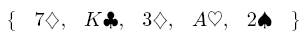 { 7♢, K♣, 3♢, A♡, 2♠ }